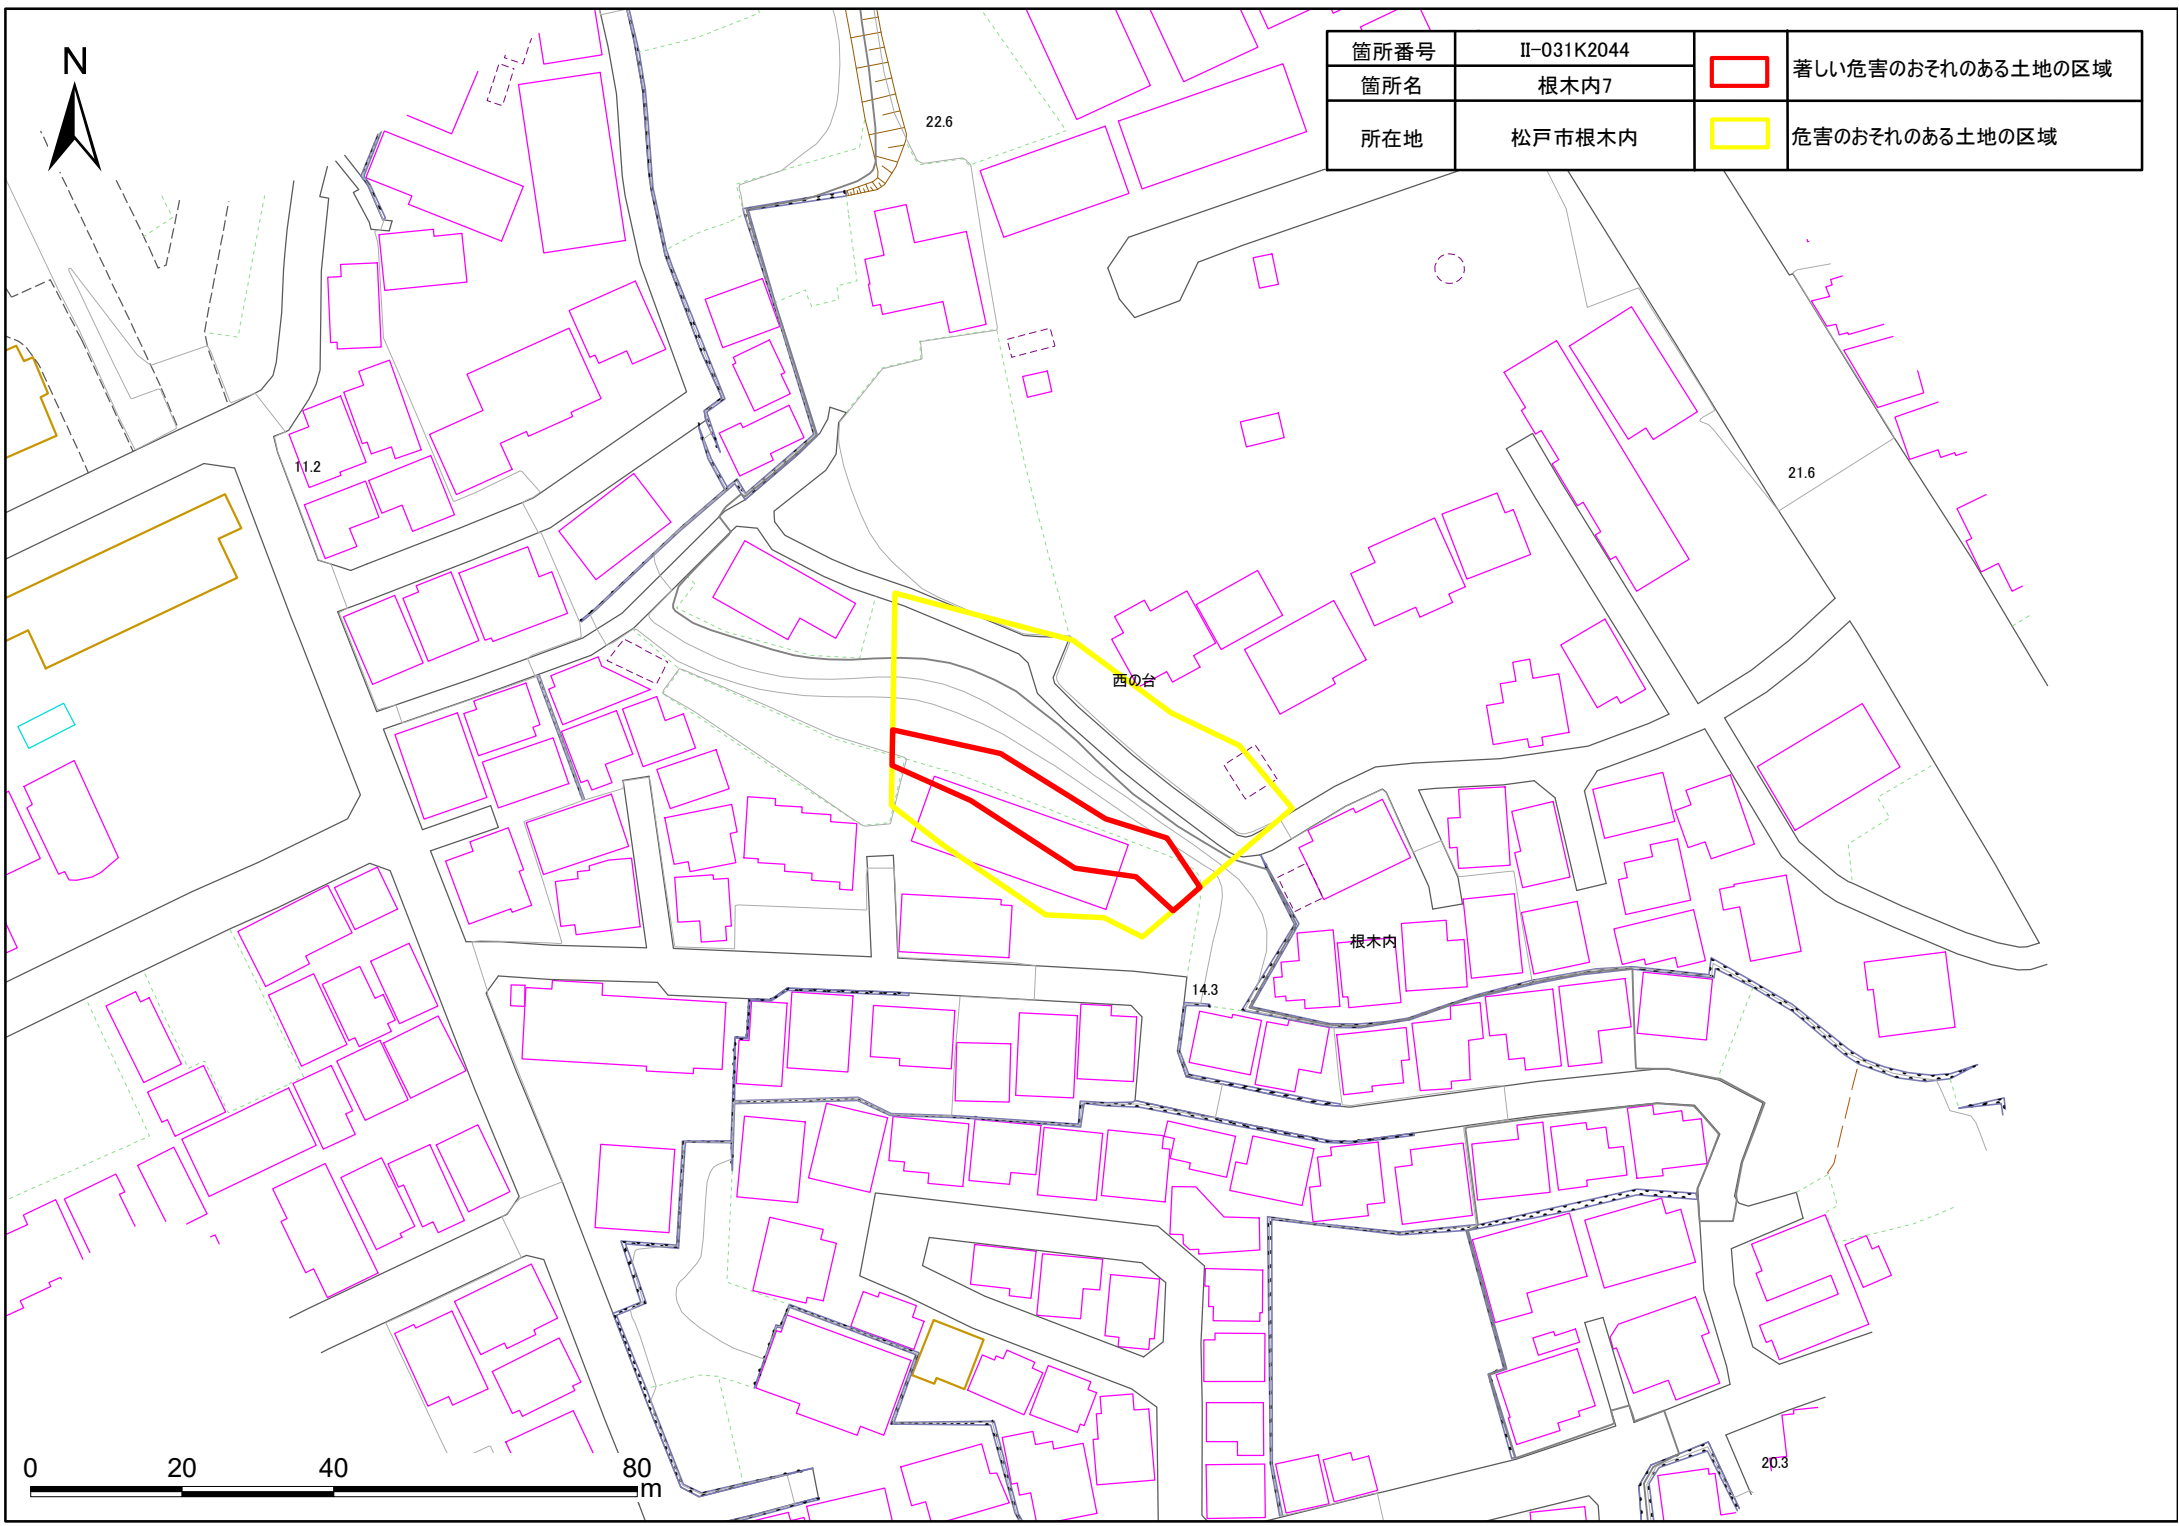 N
箇所番号 II-031K2044 著しい危害のおそれのある土地の区域
箇所名 根木内7
所在地 松戸市根木内 危害のおそれのある土地の区域
22.6
11.2
21.6
西の台
根木内
14.3
20.3
0 20 40 80
m